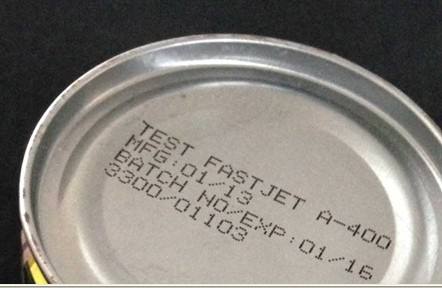 TEST FASTJET A-400
MFG:01/13
BATCH NO/EXP:01/16
3300/01103